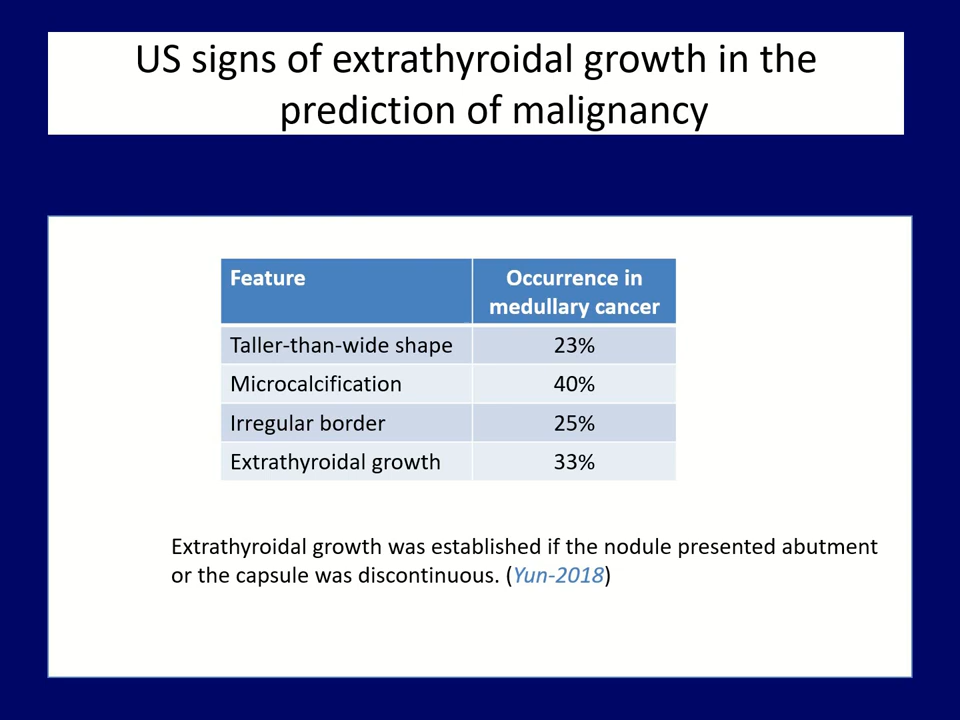 US signs of extrathyroidal growth in the
prediction of malignancy
Feature
Occurrence in
medullary cancer
Taller-than-wide shape 23%
Microcalcification 40%
Irregular border 25%
Extrathyroidal growth 33%
Extrathyroidal growth was established if the nodule presented abutment
or the capsule was discontinuous. (Yun-2018)